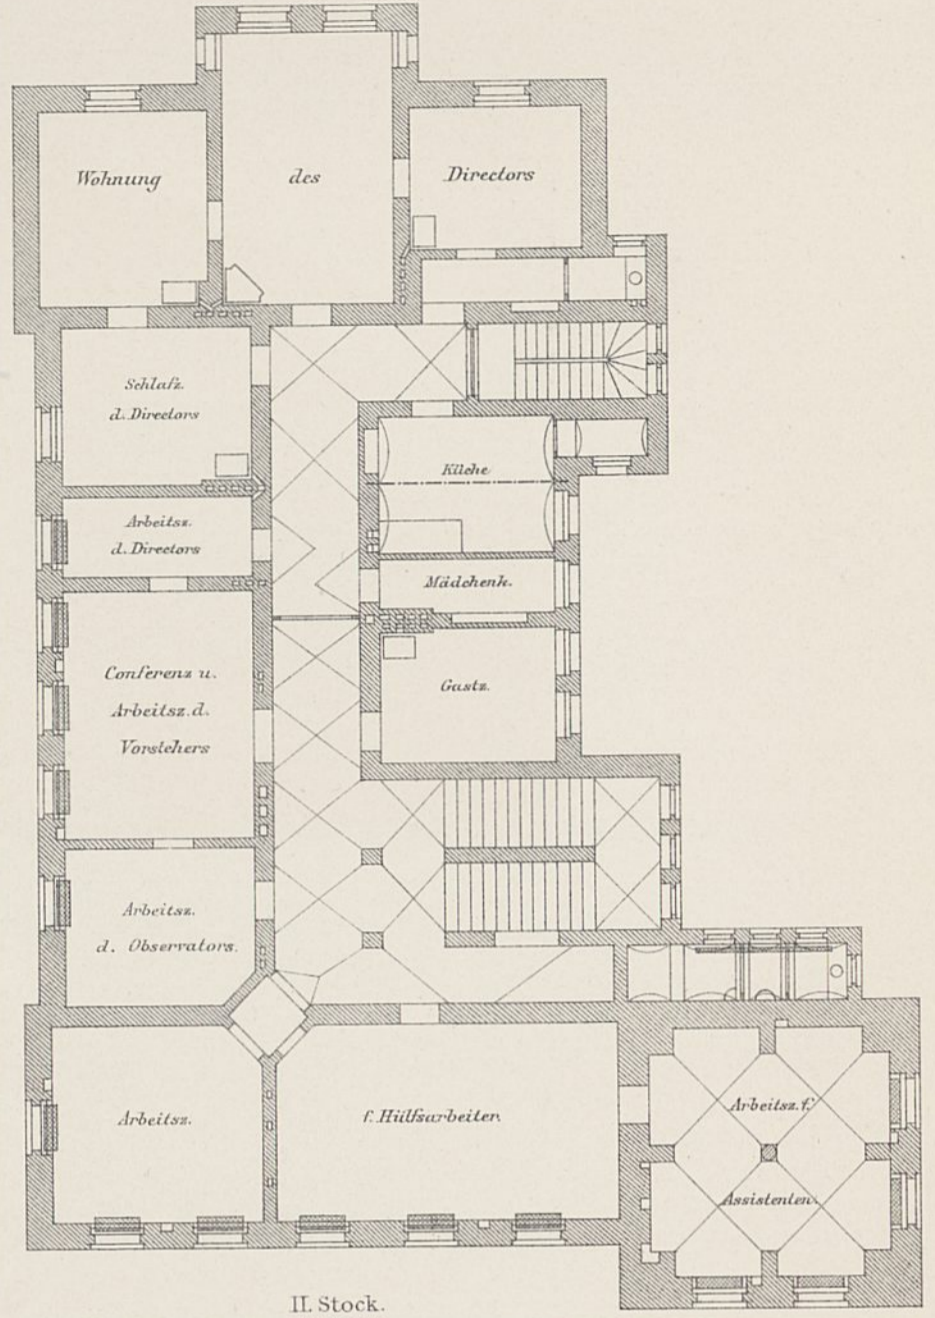 Wohnung des Directors
Schlafz.
d. Directors
Küche
Arbeitsz.
d. Directors
Mädchenk.
Conferenz u.
Arbeitsz. d.
Vorstehers
Gastz.
Arbeitsz.
d. Observators.
Arbeitsz. f. Hülfsarbeiter.
Arbeitsz. f.
Assistenten.
II. Stock.